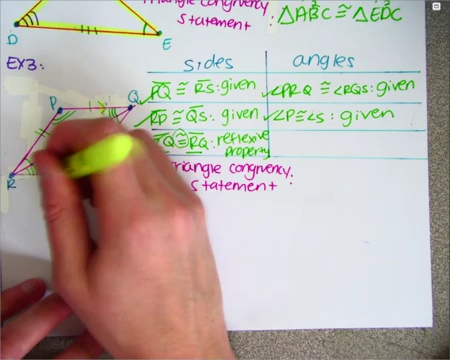 Triangle congruency
Statement :
△ABC ≅ △EDC
D
E
EX3:
sides
angles
PQ ≅ RS : given
∠PRQ ≅ ∠RQS : given
RP ≅ QS : given
∠P ≅ ∠S : given
RQ ≅ RQ : reflexive
property
P
Q
R
Triangle congruency
Statement :